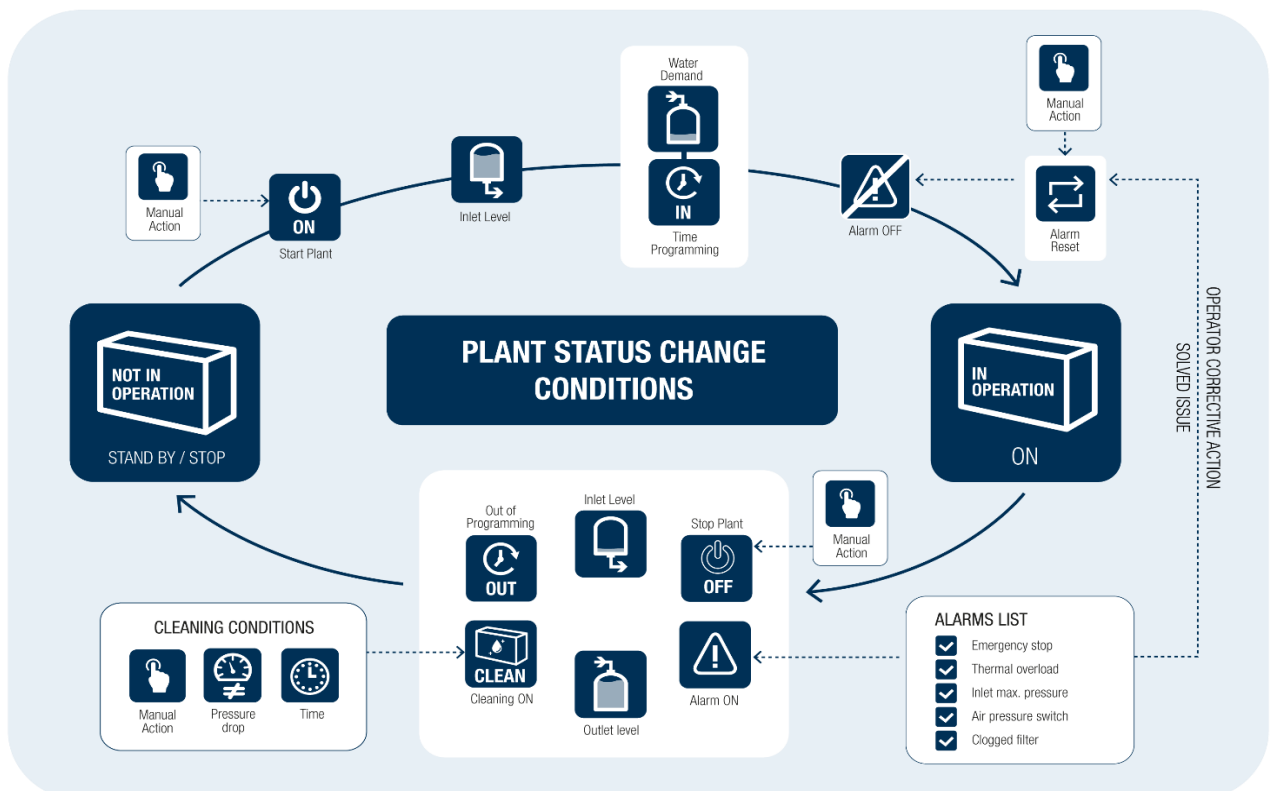 Water
Demand
IN
Time
Programming
Manual
Action
Manual
Action
ON
Start Plant
Inlet Level
Alarm OFF
Alarm
Reset
NOT IN
OPERATION
STAND BY / STOP
PLANT STATUS CHANGE
CONDITIONS
IN
OPERATION
ON
OPERATOR CORRECTIVE ACTION
SOLVED ISSUE
Out of
Programming
OUT
Inlet Level
Stop Plant
OFF
Manual
Action
CLEAN
Cleaning ON
Outlet level
Alarm ON
CLEANING CONDITIONS
Manual
Action
Pressure
drop
Time
ALARMS LIST
Emergency stop
Thermal overload
Inlet max. pressure
Air pressure switch
Clogged filter